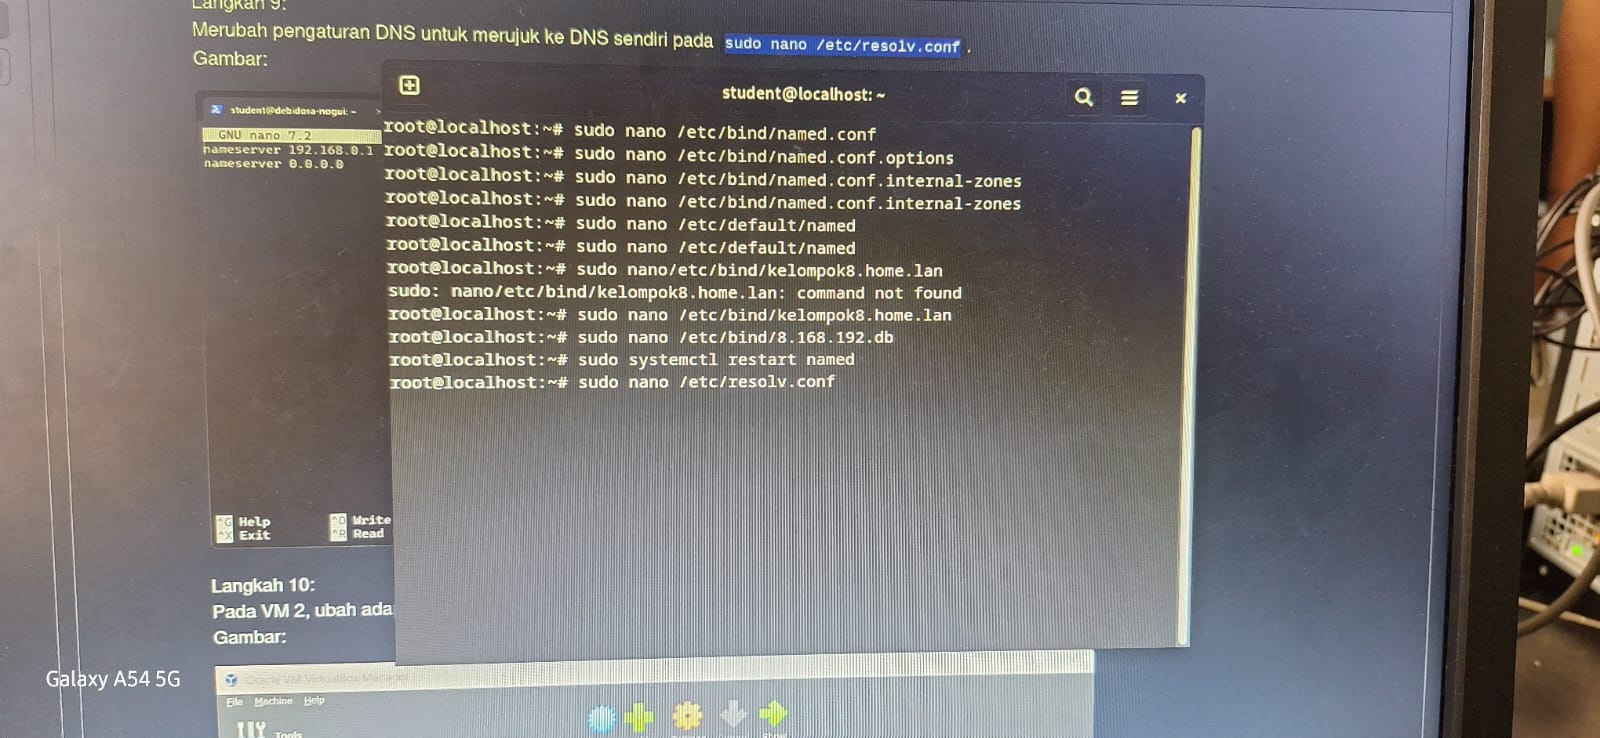 Langkah 9:
Merubah pengaturan DNS untuk merujuk ke DNS sendiri pada sudo nano /etc/resolv.conf .
Gambar:
student@debidora-nogui: ~
GNU nano 7.2
nameserver 192.168.0.1
nameserver 0.0.0.0
^G Help ^O Write
^X Exit ^R Read
student@localhost: ~
root@localhost:~# sudo nano /etc/bind/named.conf
root@localhost:~# sudo nano /etc/bind/named.conf.options
root@localhost:~# sudo nano /etc/bind/named.conf.internal-zones
root@localhost:~# sudo nano /etc/bind/named.conf.internal-zones
root@localhost:~# sudo nano /etc/default/named
root@localhost:~# sudo nano /etc/default/named
root@localhost:~# sudo nano/etc/bind/kelompok8.home.lan
sudo: nano/etc/bind/kelompok8.home.lan: command not found
root@localhost:~# sudo nano /etc/bind/kelompok8.home.lan
root@localhost:~# sudo nano /etc/bind/8.168.192.db
root@localhost:~# sudo systemctl restart named
root@localhost:~# sudo nano /etc/resolv.conf
Langkah 10:
Pada VM 2, ubah ada
Gambar:
Oracle VM VirtualBox Manager
File Machine Help
Tools
Galaxy A54 5G